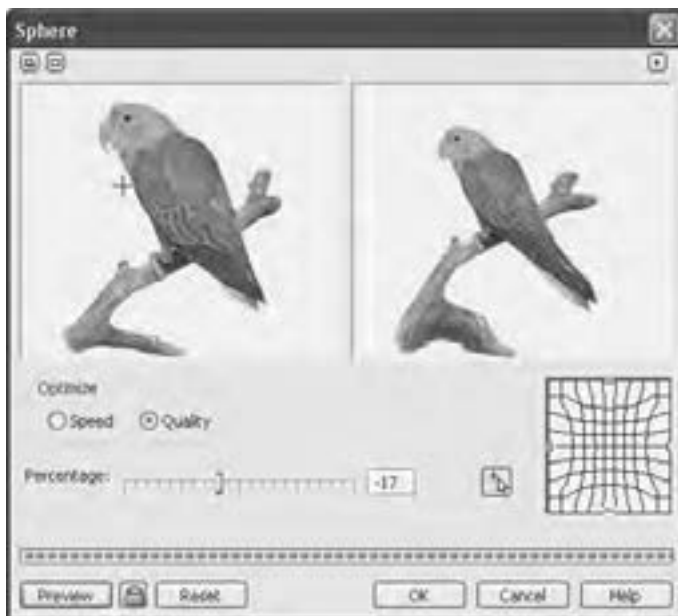 Sphere
Optimize
Speed Quality
Percentage: -17
Preview Reset OK Cancel Help